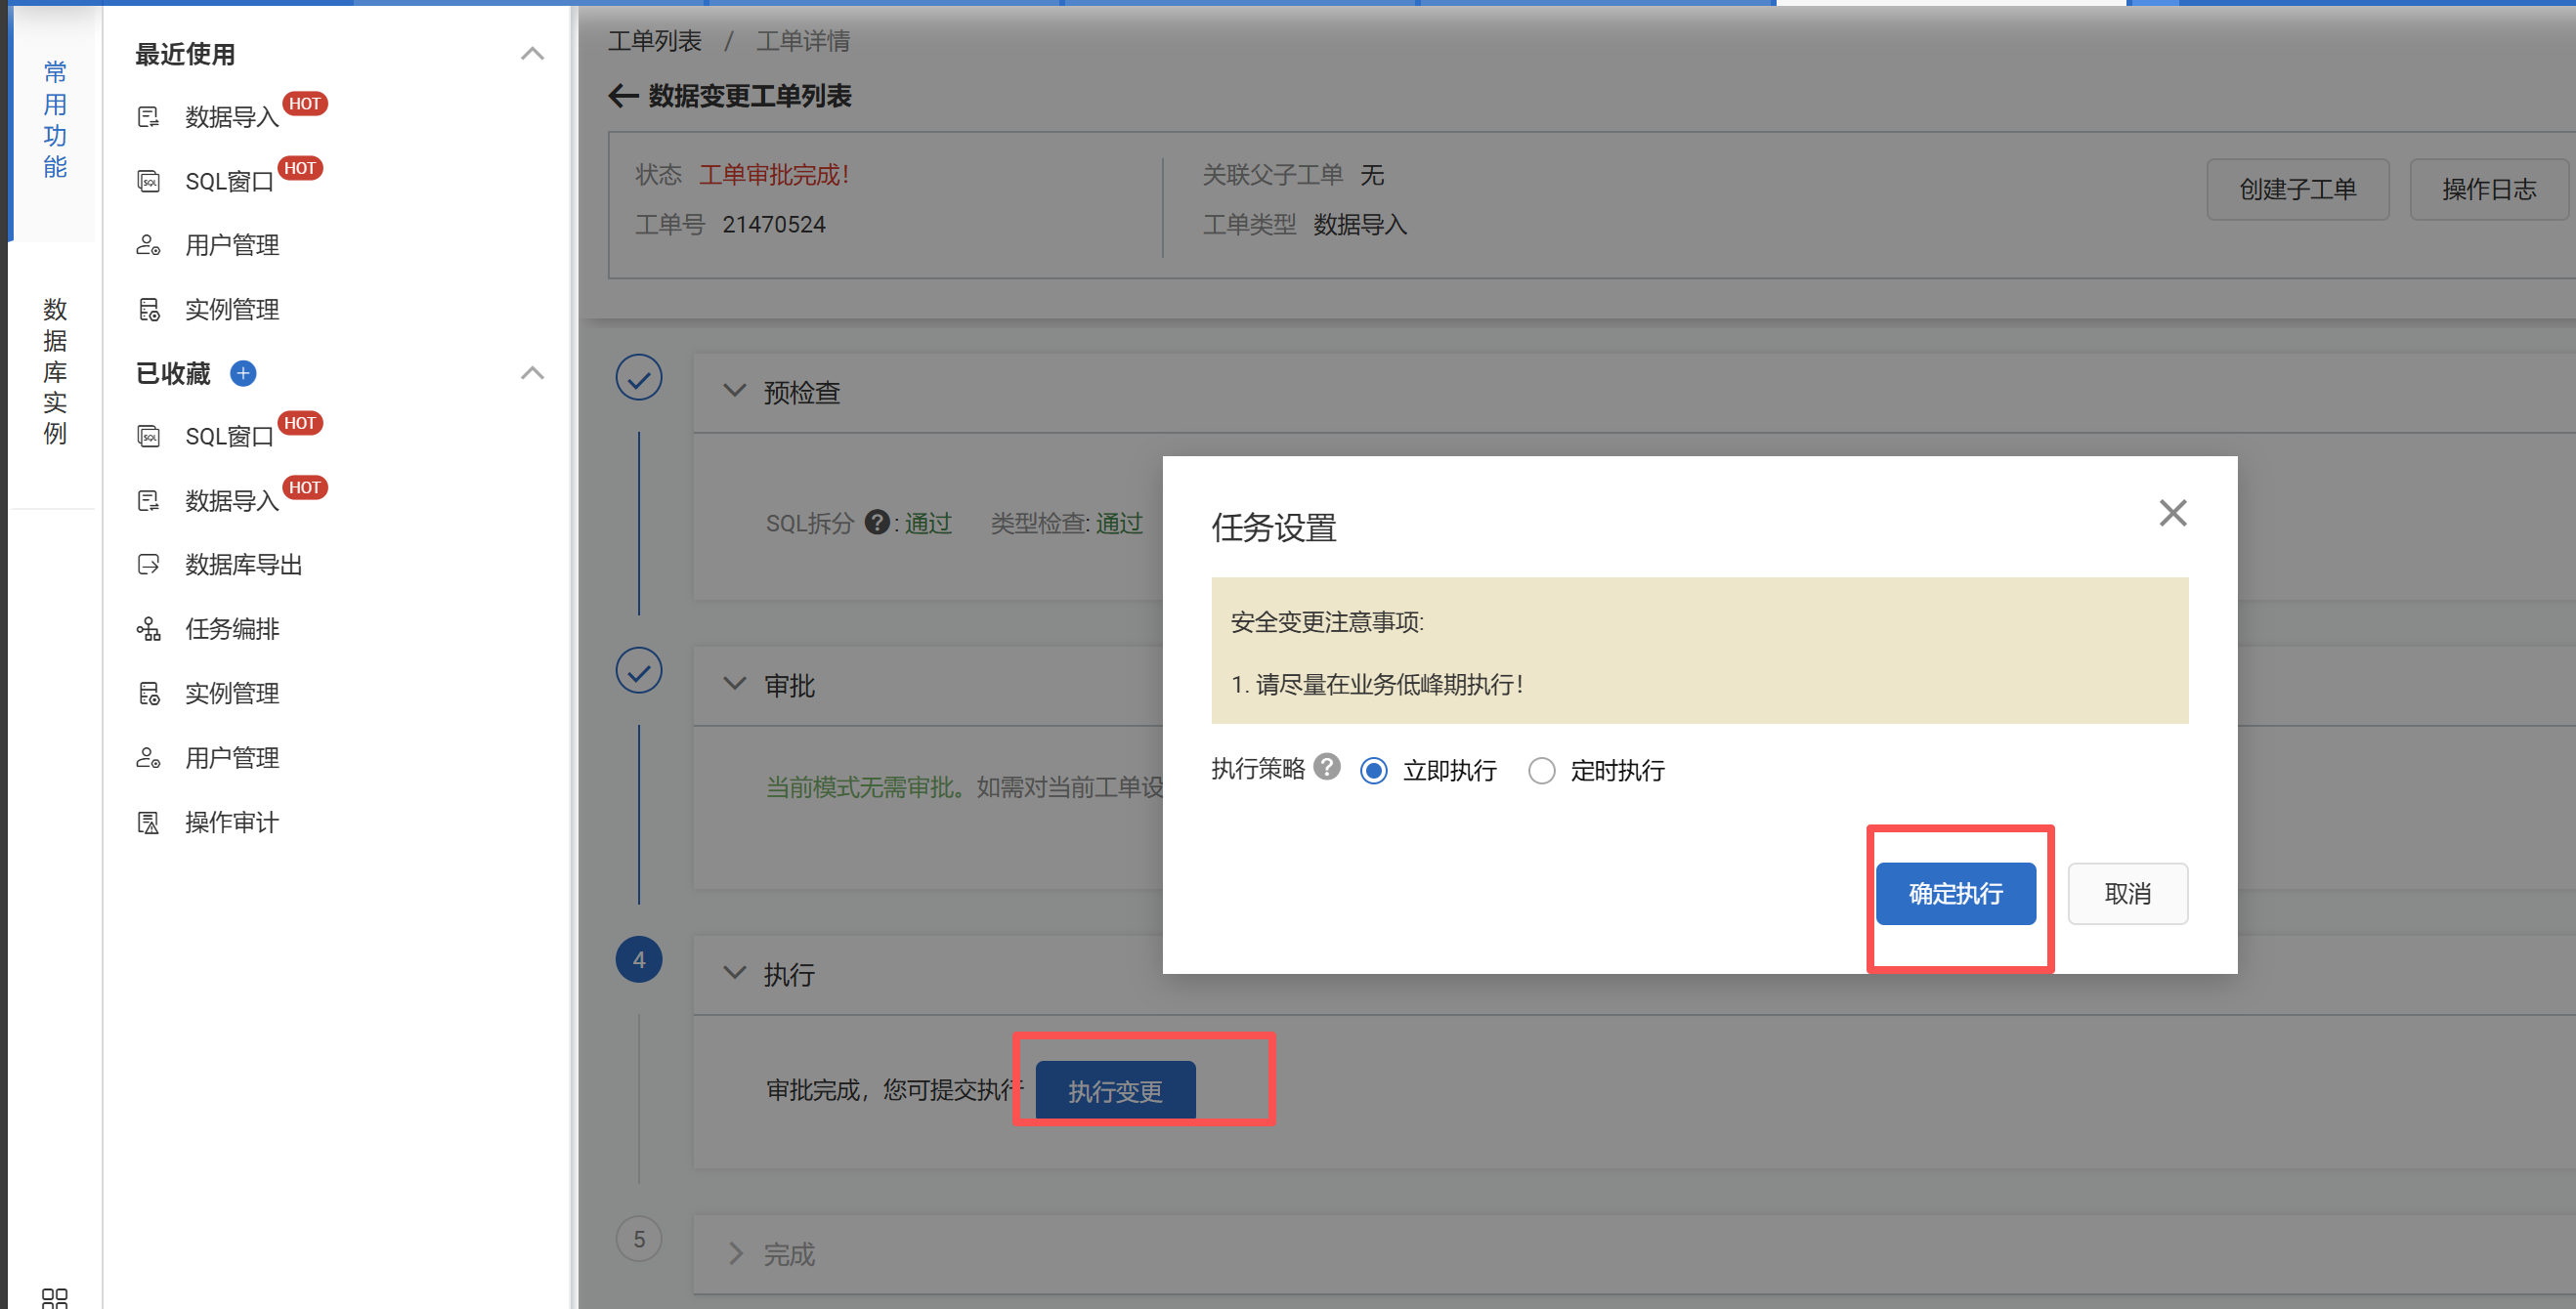 常用功能
数据库实例
最近使用
数据导入 HOT
SQL窗口 HOT
用户管理
实例管理
已收藏
SQL窗口 HOT
数据导入 HOT
数据库导出
任务编排
实例管理
用户管理
操作审计
工单列表 / 工单详情
数据变更工单列表
状态 工单审批完成！
关联父子工单 无
工单号 21470524
工单类型 数据导入
创建子工单
操作日志
预检查
SQL拆分 ? : 通过 类型检查: 通过
审批
当前模式无需审批。如需对当前工单设
4
执行
审批完成，您可提交执行
执行变更
5
完成
任务设置
安全变更注意事项:
1. 请尽量在业务低峰期执行！
执行策略 ? 立即执行 定时执行
确定执行
取消